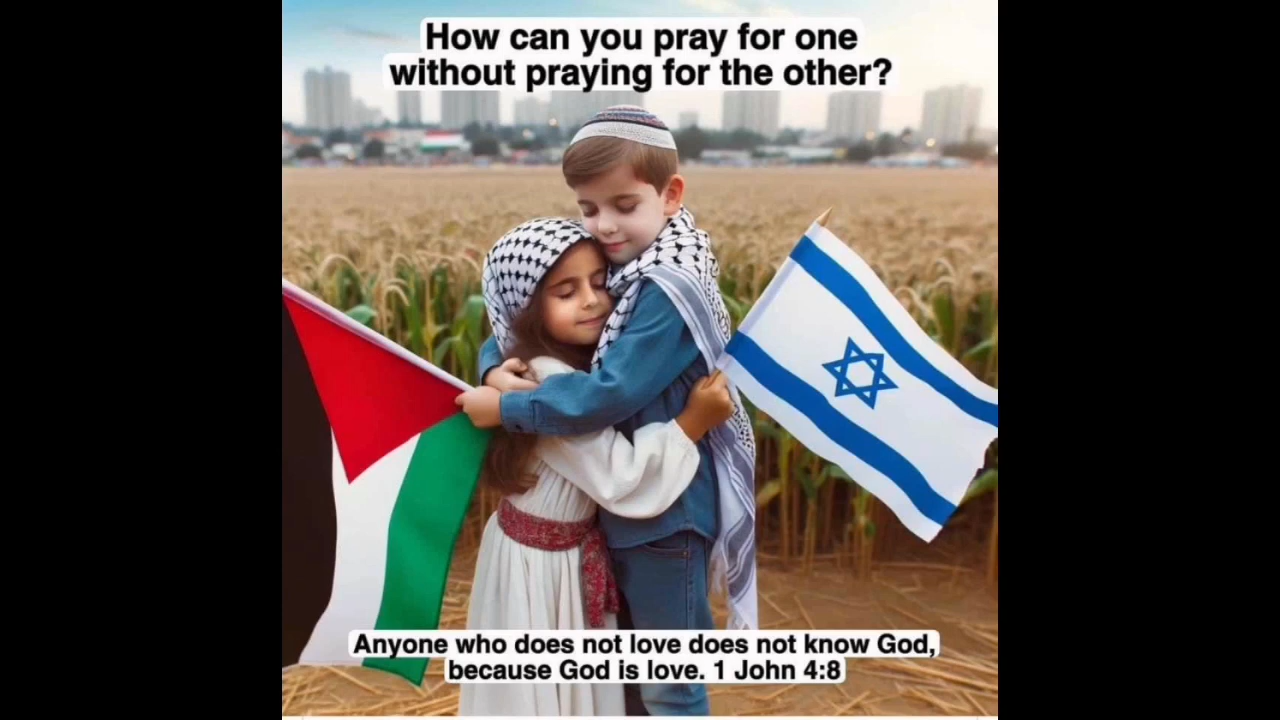 How can you pray for one
without praying for the other?
Anyone who does not love does not know God,
because God is love. 1 John 4:8